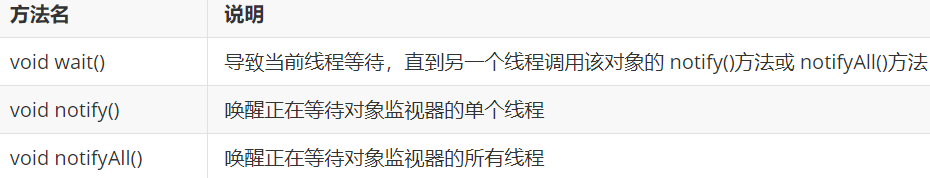 方法名 说明
void wait() 导致当前线程等待，直到另一个线程调用该对象的 notify()方法或 notifyAll()方法
void notify() 唤醒正在等待对象监视器的单个线程
void notifyAll() 唤醒正在等待对象监视器的所有线程